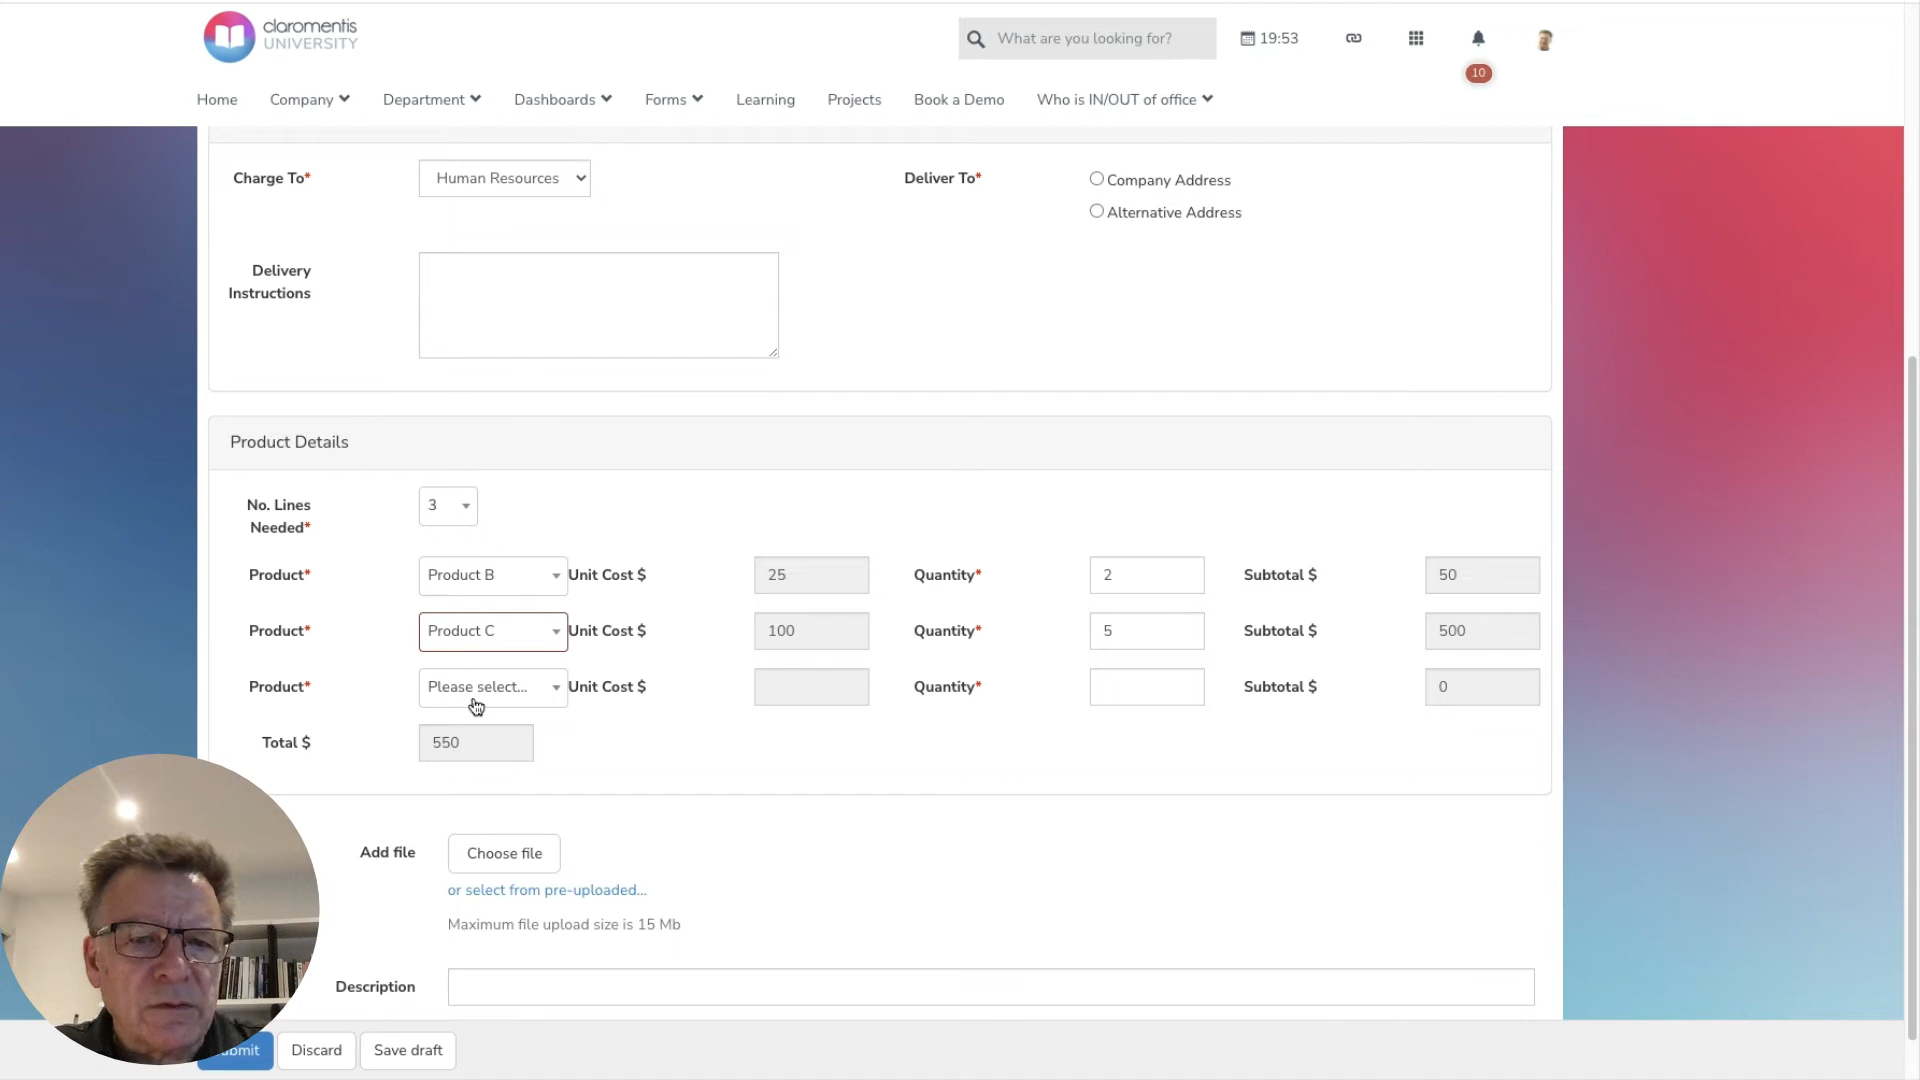 claromentis
UNIVERSITY
What are you looking for?
19:53
10
Home Company Department Dashboards Forms Learning Projects Book a Demo Who is IN/OUT of office
Charge To* Human Resources Deliver To* Company Address
Alternative Address
Delivery
Instructions
Product Details
No. Lines
Needed* 3
Product* Product B Unit Cost $ 25 Quantity* 2 Subtotal $ 50
Product* Product C Unit Cost $ 100 Quantity* 5 Subtotal $ 500
Product* Please select... Unit Cost $ Quantity* Subtotal $ 0
Total $ 550
Add file Choose file
or select from pre-uploaded...
Maximum file upload size is 15 Mb
Description
Discard Save draft